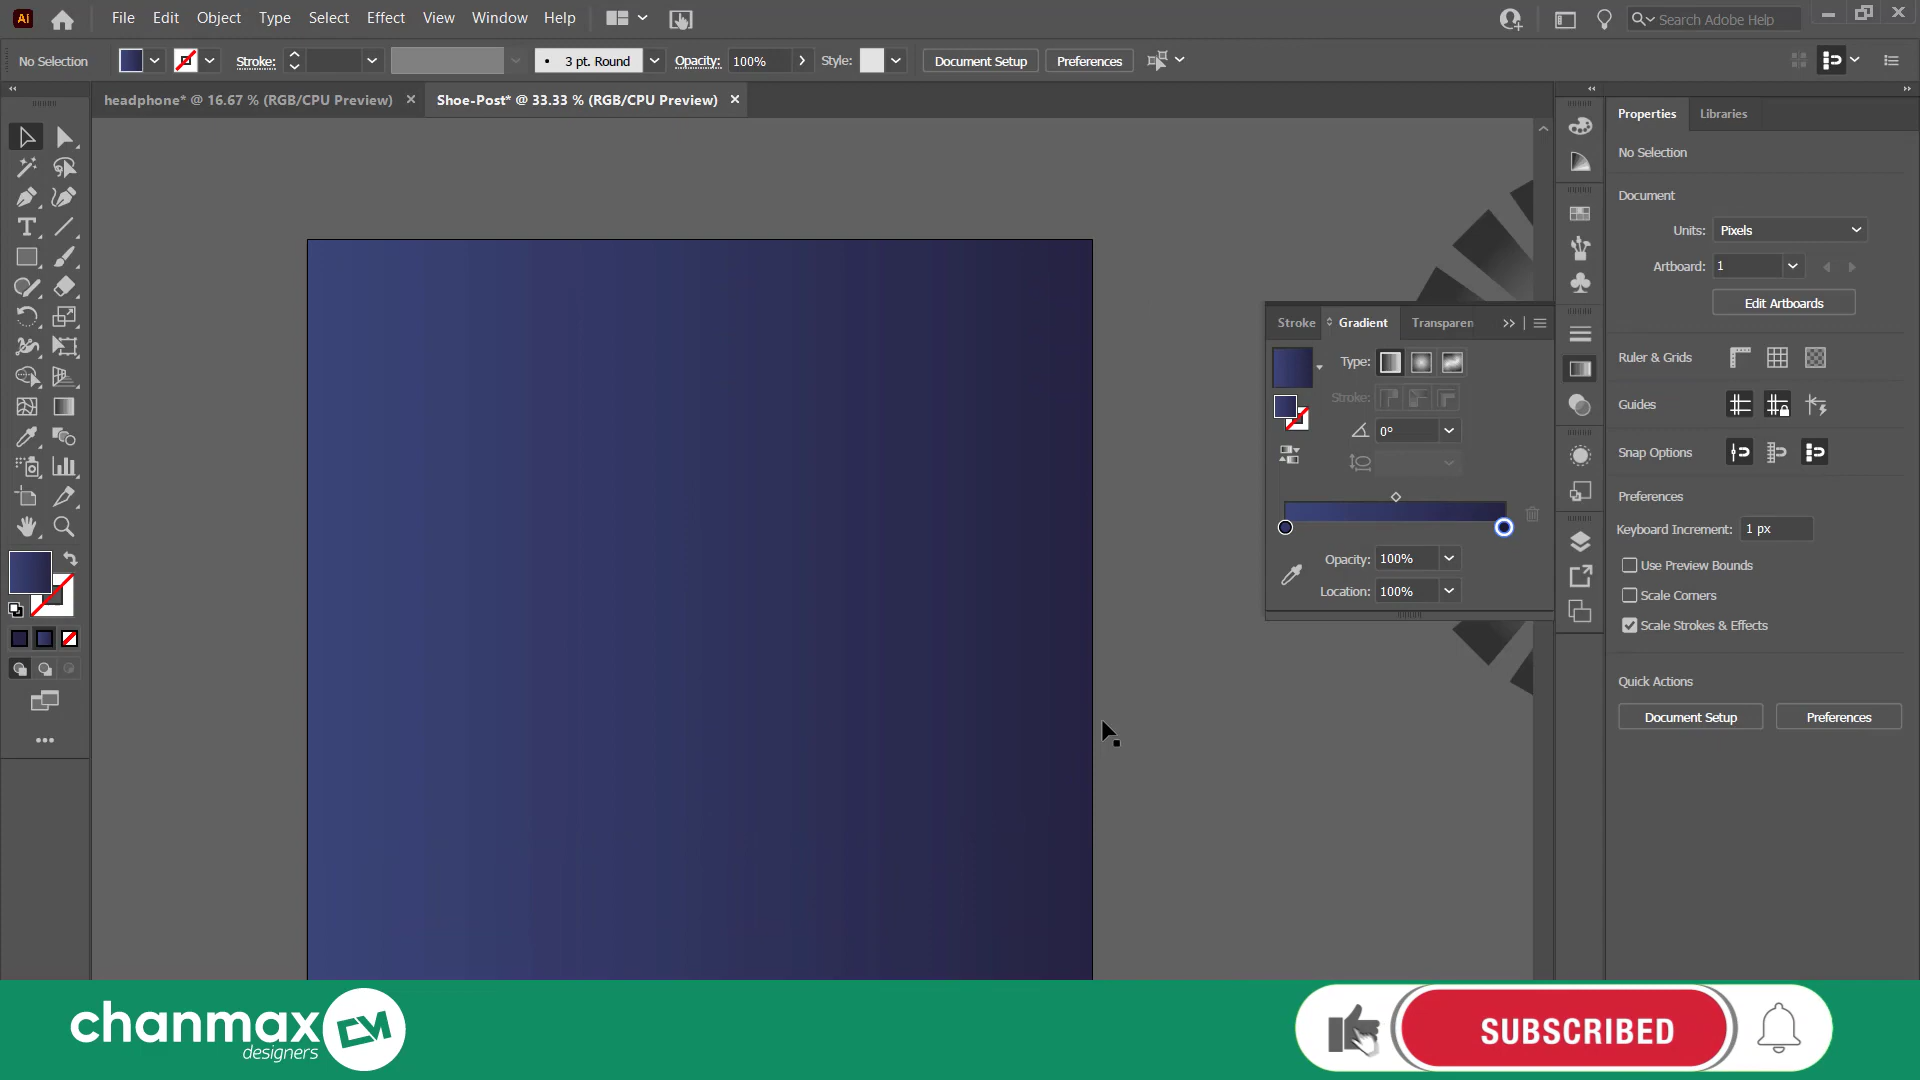 Ai File Edit Object Type Select Effect View Window Help Search Adobe Help
No Selection Stroke: 3 pt. Round Opacity: 100% Style: Document Setup Preferences
headphone* @ 16.67 % (RGB/CPU Preview) Shoe-Post* @ 33.33 % (RGB/CPU Preview)
Properties Libraries
No Selection
Document
Units: Pixels
Artboard: 1
Edit Artboards
Ruler & Grids
Guides
Snap Options
Preferences
Keyboard Increment: 1 px
Use Preview Bounds
Scale Corners
Scale Strokes & Effects
Quick Actions
Document Setup Preferences
Stroke Gradient Transparen
Type:
Stroke:
0°
Opacity: 100%
Location: 100%
chanmax
designers
CM
SUBSCRIBED